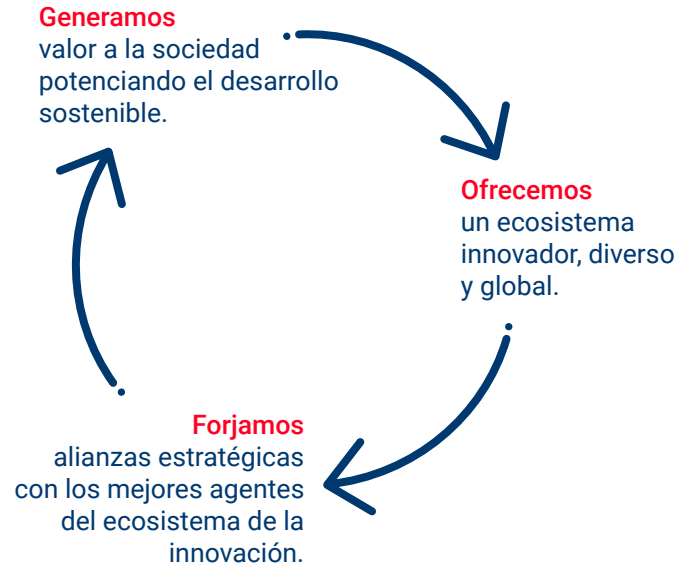 Generamos
valor a la sociedad
potenciando el desarrollo
sostenible.
Ofrecemos
un ecosistema
innovador, diverso
y global.
Forjamos
alianzas estratégicas
con los mejores agentes
del ecosistema de la
innovación.